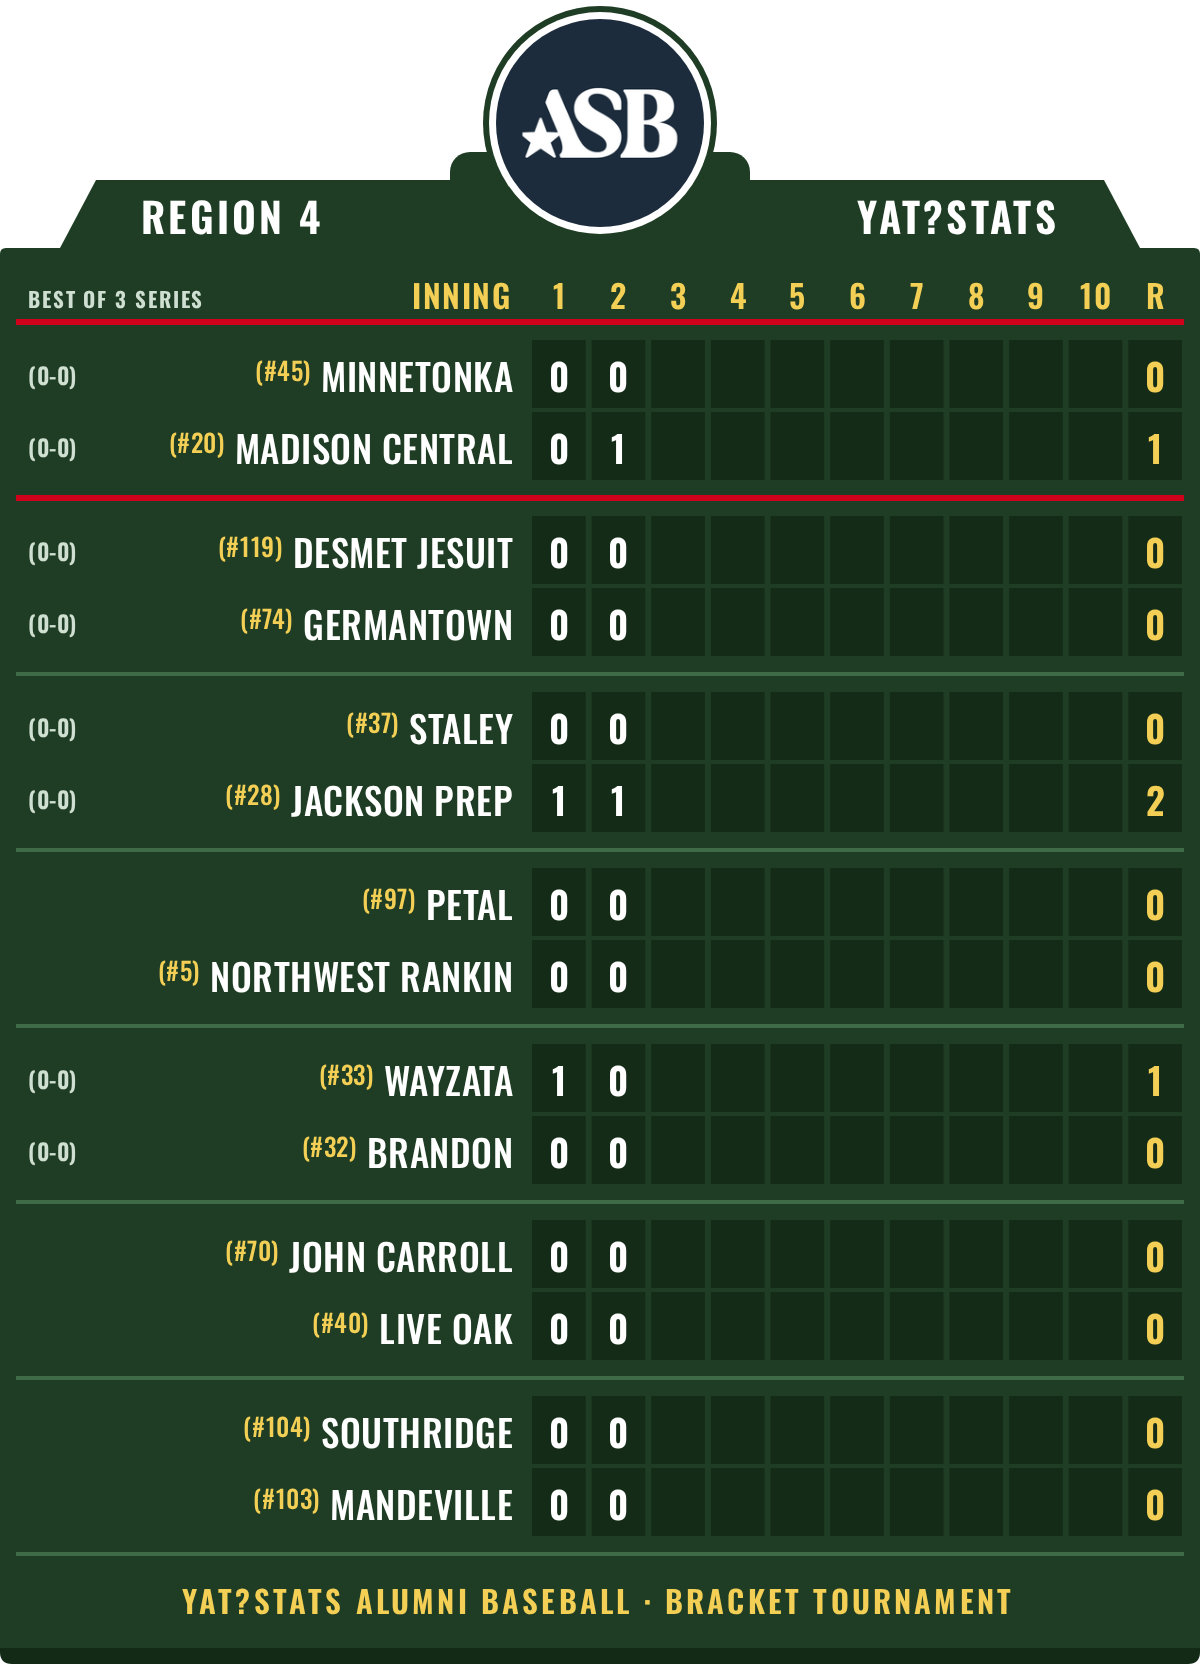 ASB
REGION 4 YAT?STATS
BEST OF 3 SERIES INNING 1 2 3 4 5 6 7 8 9 10 R
(0-0) (#45) MINNETONKA 0 0 0
(0-0) (#20) MADISON CENTRAL 0 1 1
(0-0) (#119) DESMET JESUIT 0 0 0
(0-0) (#74) GERMANTOWN 0 0 0
(0-0) (#37) STALEY 0 0 0
(0-0) (#28) JACKSON PREP 1 1 2
(#97) PETAL 0 0 0
(#5) NORTHWEST RANKIN 0 0 0
(0-0) (#33) WAYZATA 1 0 1
(0-0) (#32) BRANDON 0 0 0
(#70) JOHN CARROLL 0 0 0
(#40) LIVE OAK 0 0 0
(#104) SOUTHRIDGE 0 0 0
(#103) MANDEVILLE 0 0 0
YAT?STATS ALUMNI BASEBALL · BRACKET TOURNAMENT